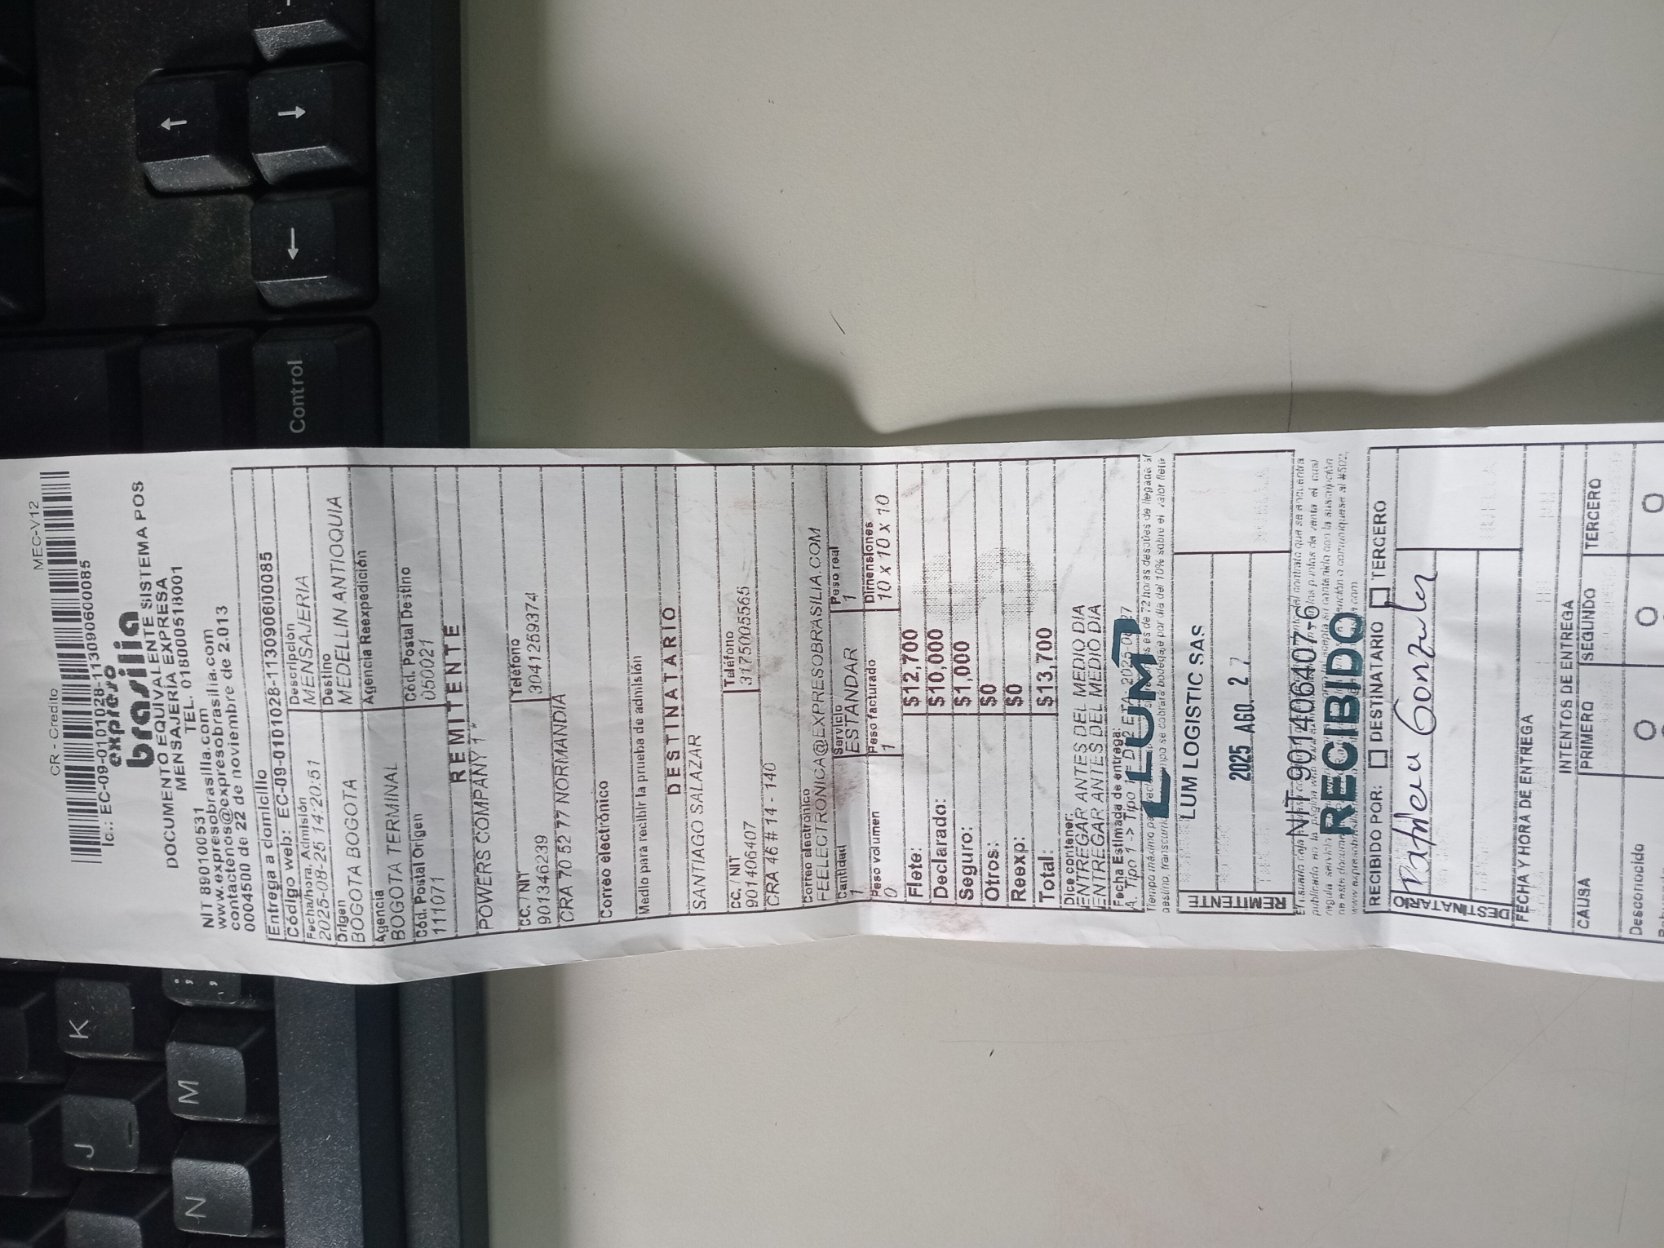 CR - Credito
MEC-V12
Ic.: EC-09-0101028-1130906000085
expreso
brasilia
DOCUMENTO EQUIVALENTE SISTEMA POS
MENSAJERIA EXPRESA
TEL. 018000518001
NIT 890100531
www.expresobrasilia.com
contactenos@expresobrasilia.com
0004500 de 22 de noviembre de 2.013
Entrega a domicilio
Código web: EC-09-0101028-1130906000085
Fecha/hora Admisión
2025-08-25 14:20:51
Descripción
MENSAJERIA
Origen
BOGOTA BOGOTA
Destino
MEDELLIN ANTIOQUIA
Agencia
BOGOTA TERMINAL
Agencia Reexpedición
Cód. Postal Origen
111071
Cód. Postal Destino
050021
REMITENTE
POWERS COMPANY 1 *
CC. / NIT
901346239
Teléfono
3041259374
CRA 70 52 77 NORMANDIA
Correo electrónico
Medio para recibir la prueba de admisión
DESTINATARIO
SANTIAGO SALAZAR
CC. / NIT
901406407
Teléfono
3175005565
CRA 46 # 14 - 140
Correo electrónico
FEELECTRONICA@EXPRESOBRASILIA.COM
Cantidad
1
Servicio
ESTANDAR
Peso real
1
Peso volumen
0
Peso facturado
1
Dimensiones
10 x 10 x 10
Flete: $12,700
Declarado: $10,000
Seguro: $1,000
Otros: $0
Reexp: $0
Total: $13,700
Dice contener:
ENTREGAR ANTES DEL MEDIO DIA
ENTREGAR ANTES DEL MEDIO DIA
Fecha Estimada de entrega:
LUM
LUM LOGISTIC SAS
2025 AGO. 27
REMITENTE
NIT 901406407-6
RECIBIDO
RECIBIDO POR: DESTINATARIO TERCERO
Gonzalez
DESTINATARIO
FECHA Y HORA DE ENTREGA
INTENTOS DE ENTREGA
CAUSA PRIMERO SEGUNDO TERCERO
Desconocido